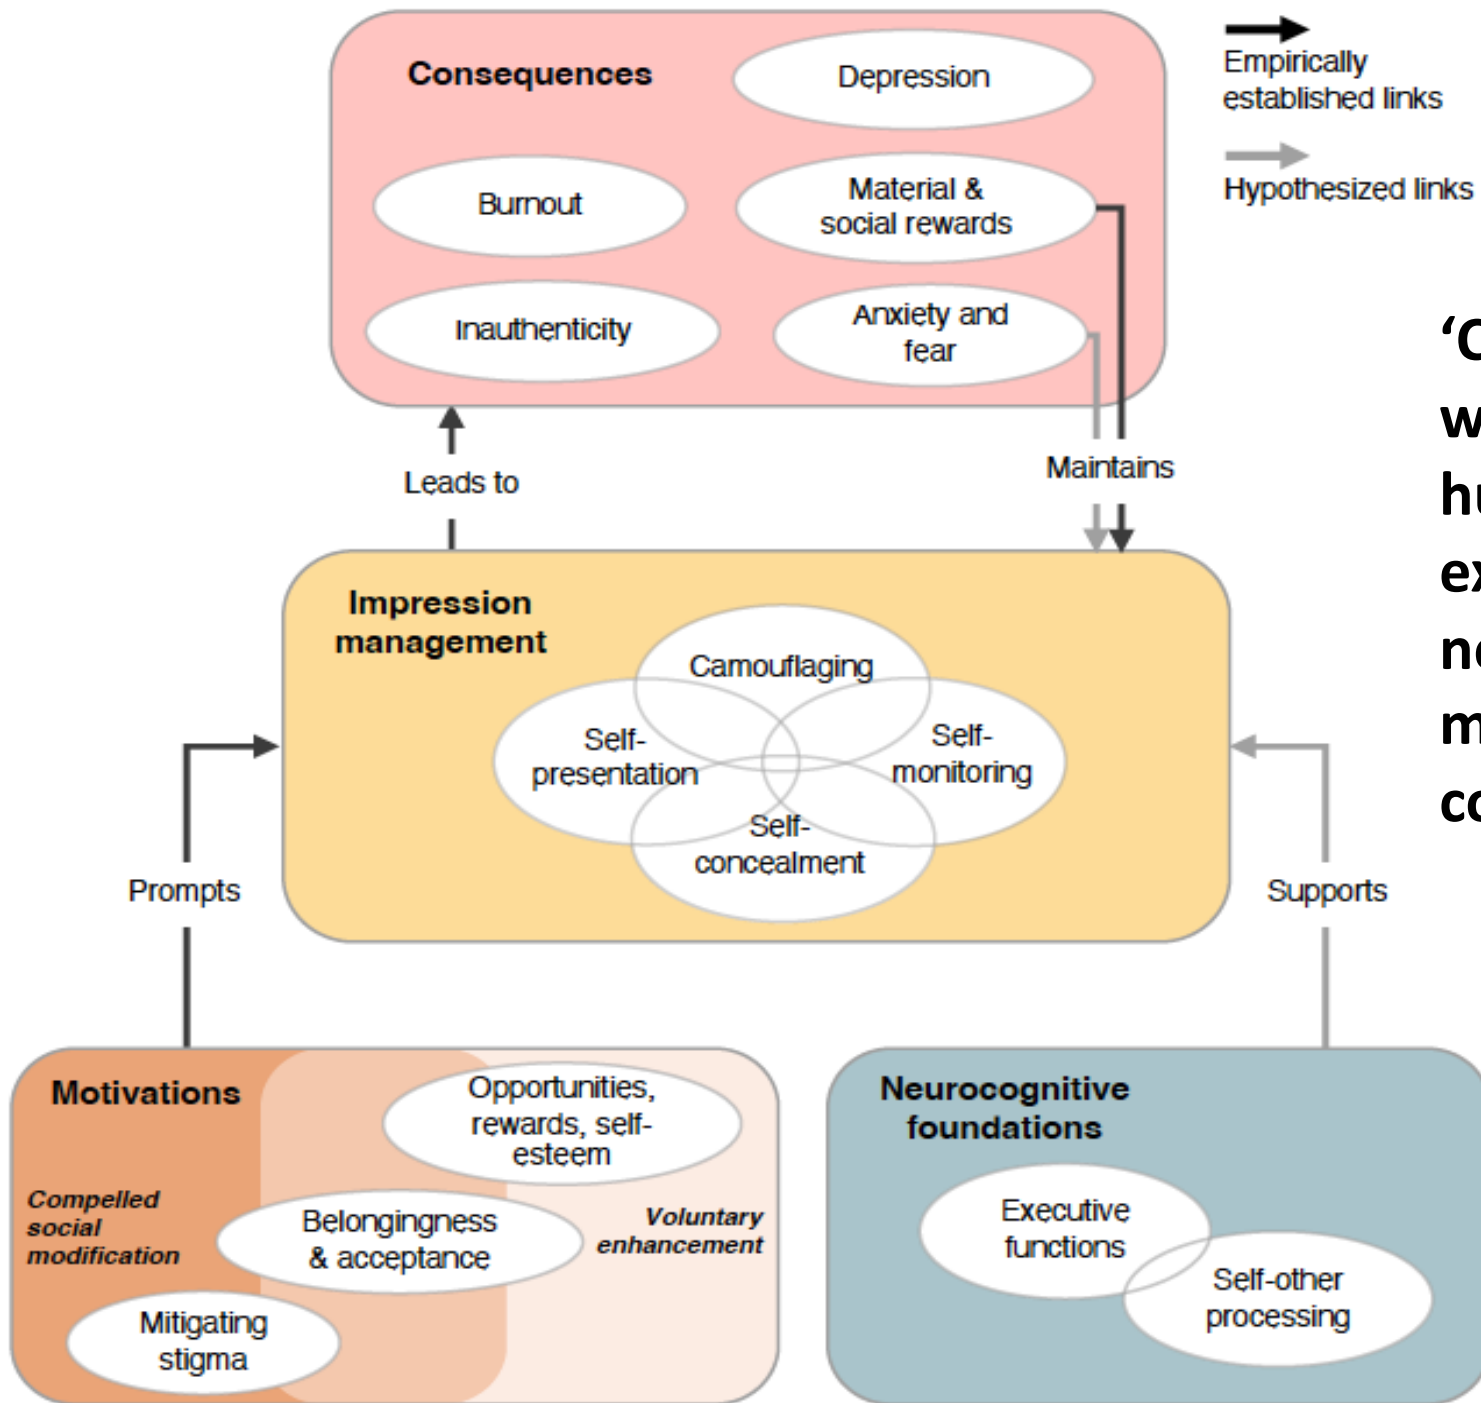 Consequences
Depression
Burnout
Material &
social rewards
Inauthenticity
Anxiety and
fear
Empirically
established links
Hypothesized links
Leads to
Maintains
Impression
management
Camouflaging
Self-
presentation
Self-
monitoring
Self-
concealment
Prompts
Supports
Motivations
Opportunities,
rewards, self-
esteem
Compelled
social
modification
Belongingness
& acceptance
Voluntary
enhancement
Mitigating
stigma
Neurocognitive
foundations
Executive
functions
Self-other
processing